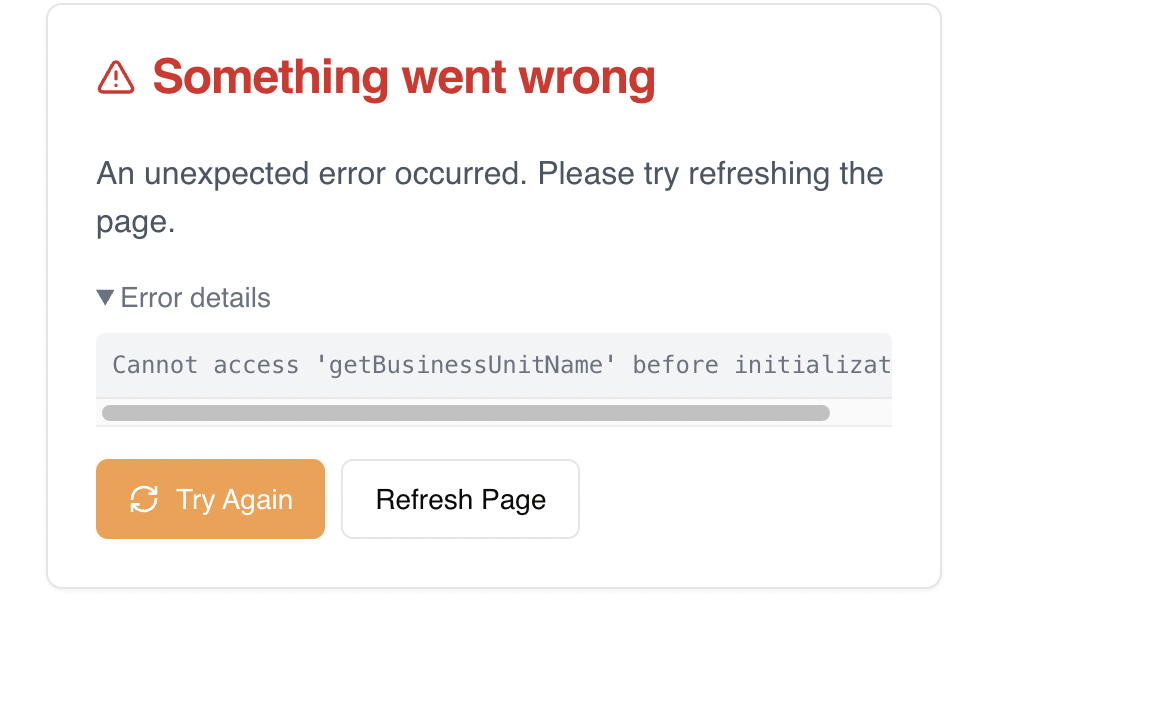 Something went wrong
An unexpected error occurred. Please try refreshing the
page.
Error details
Cannot access 'getBusinessUnitName' before initializat
Try Again
Refresh Page